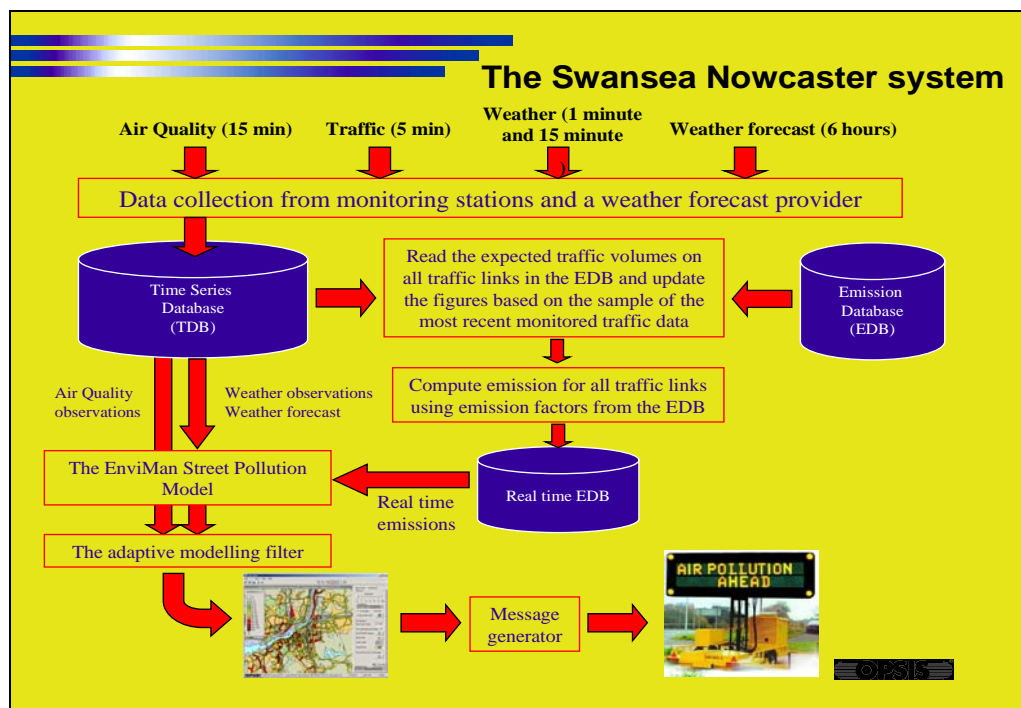 The Swansea Nowcaster system
Air Quality (15 min)
Traffic (5 min)
Weather (1 minute
and 15 minute
)
Weather forecast (6 hours)
Data collection from monitoring stations and a weather forecast provider
Time Series
Database
(TDB)
Read the expected traffic volumes on
all traffic links in the EDB and update
the figures based on the sample of the
most recent monitored traffic data
Emission
Database
(EDB)
Air Quality
observations
Weather observations
Weather forecast
Compute emission for all traffic links
using emission factors from the EDB
The EnviMan Street Pollution
Model
Real time
emissions
Real time EDB
The adaptive modelling filter
Message
generator
AIR POLLUTION
AHEAD
OPSIS